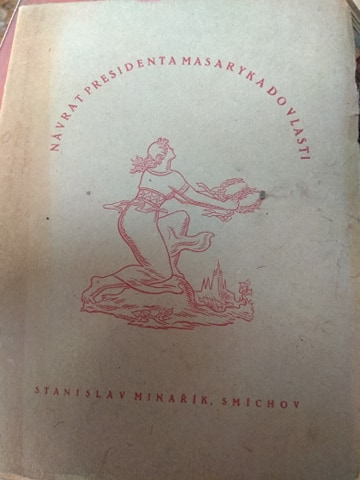 NÁVRAT PRESIDENTA MASARYKA DO VLASTI
STANISLAV MINAŘÍK, SMÍCHOV